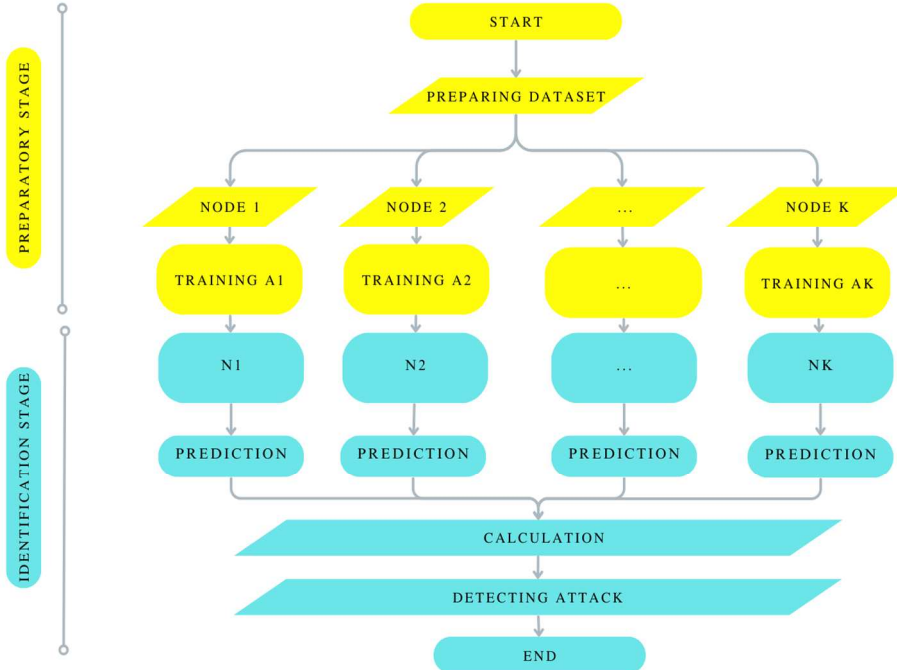 START
PREPARING DATASET
PREPARATORY STAGE
NODE 1
NODE 2
...
NODE K
TRAINING A1
TRAINING A2
...
TRAINING AK
IDENTIFICATION STAGE
N1
N2
...
NK
PREDICTION
PREDICTION
PREDICTION
PREDICTION
CALCULATION
DETECTING ATTACK
END